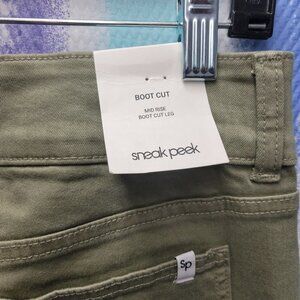 BOOT CUT
MID RISE
BOOT CUT LEG
sneak peek
Sp